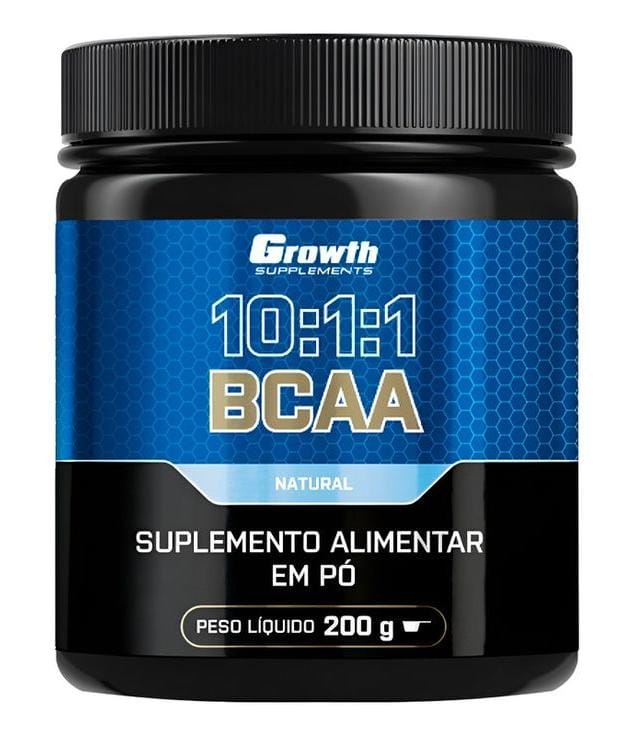 Growth
SUPPLEMENTS
10:1:1
BCAA
NATURAL
SUPLEMENTO ALIMENTAR
EM PÓ
PESO LÍQUIDO 200 g